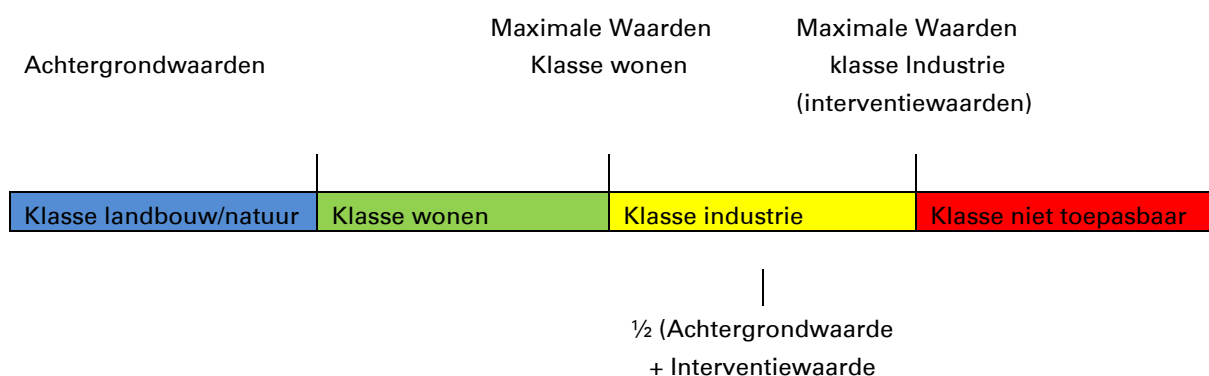 Maximale Waarden
Klasse wonen
Maximale Waarden
klasse Industrie
(interventiewaarden)
Achtergrondwaarden
Klasse landbouw/natuur
Klasse wonen
Klasse industrie
Klasse niet toepasbaar
½ (Achtergrondwaarde
+ Interventiewaarde